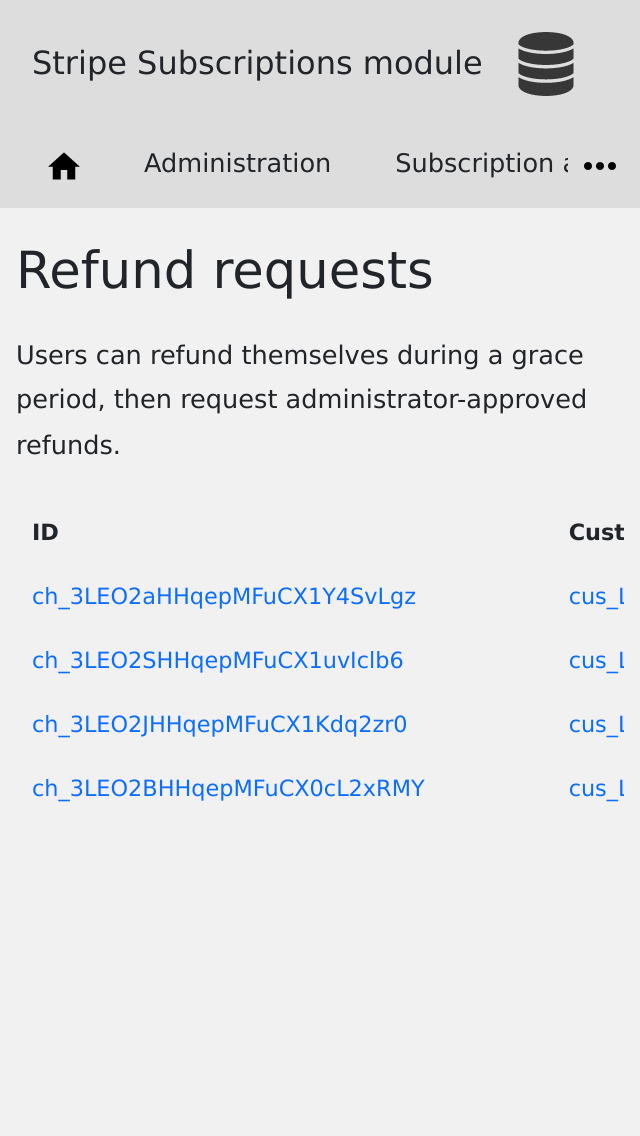 Stripe Subscriptions module
Administration
Subscription
Refund requests
Users can refund themselves during a grace
period, then request administrator-approved
refunds.
ID Cust
ch_3LEO2aHHqepMFuCX1Y4SvLgz cus_L
ch_3LEO2SHHqepMFuCX1uvIclb6 cus_L
ch_3LEO2JHHqepMFuCX1Kdq2zr0 cus_L
ch_3LEO2BHHqepMFuCX0cL2xRMY cus_L